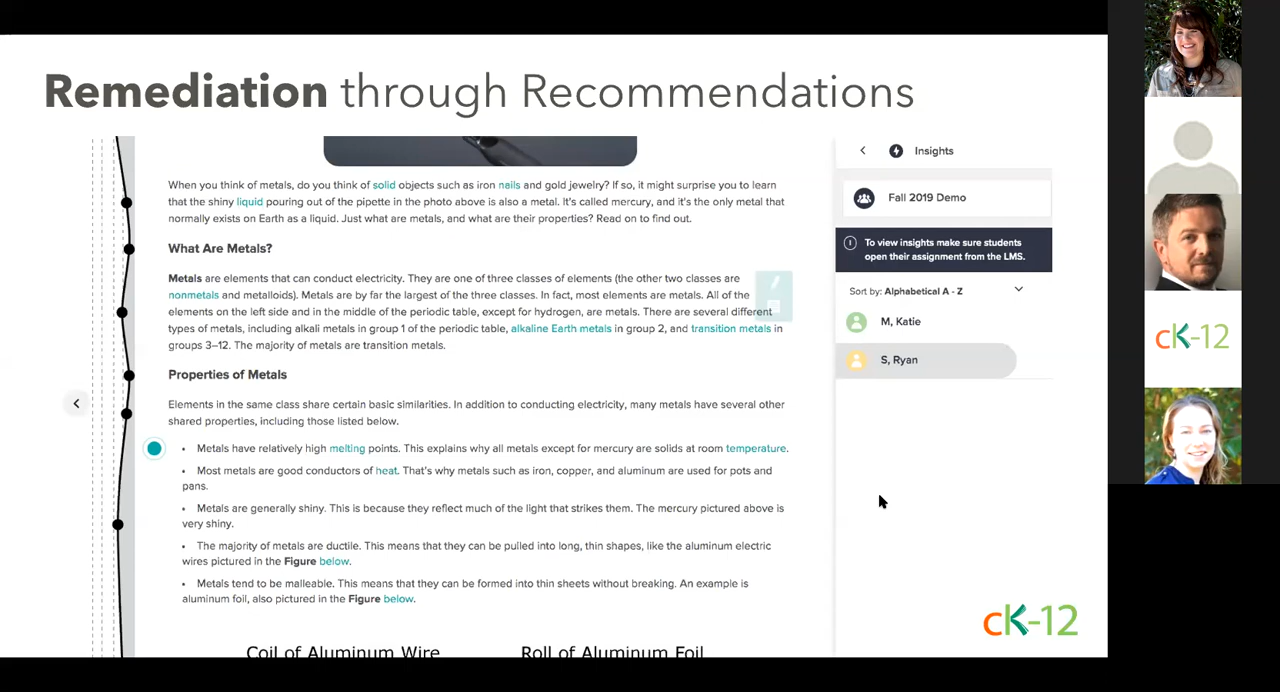 Remediation through Recommendations
When you think of metals, do you think of solid objects such as iron nails and gold jewelry? If so, it might surprise you to learn
that the shiny liquid pouring out of the pipette in the photo above is also a metal. It's called mercury, and it's the only metal that
normally exists on Earth as a liquid. Just what are metals, and what are their properties? Read on to find out.
What Are Metals?
Metals are elements that can conduct electricity. They are one of three classes of elements (the other two classes are
nonmetals and metalloids). Metals are by far the largest of the three classes. In fact, most elements are metals. All of the
elements on the left side and in the middle of the periodic table, except for hydrogen, are metals. There are several different
types of metals, including alkali metals in group 1 of the periodic table, alkaline Earth metals in group 2, and transition metals in
groups 3–12. The majority of metals are transition metals.
Properties of Metals
Elements in the same class share certain basic similarities. In addition to conducting electricity, many metals have several other
shared properties, including those listed below.
• Metals have relatively high melting points. This explains why all metals except for mercury are solids at room temperature.
• Most metals are good conductors of heat. That's why metals such as iron, copper, and aluminum are used for pots and
pans.
• Metals are generally shiny. This is because they reflect much of the light that strikes them. The mercury pictured above is
very shiny.
• The majority of metals are ductile. This means that they can be pulled into long, thin shapes, like the aluminum electric
wires pictured in the Figure below.
• Metals tend to be malleable. This means that they can be formed into thin sheets without breaking. An example is
aluminum foil, also pictured in the Figure below.
Coil of Aluminum Wire
Roll of Aluminum Foil
Insights
Fall 2019 Demo
To view insights make sure students
open their assignment from the LMS.
Sort by: Alphabetical A - Z
M, Katie
S, Ryan
cK-12
cK-12